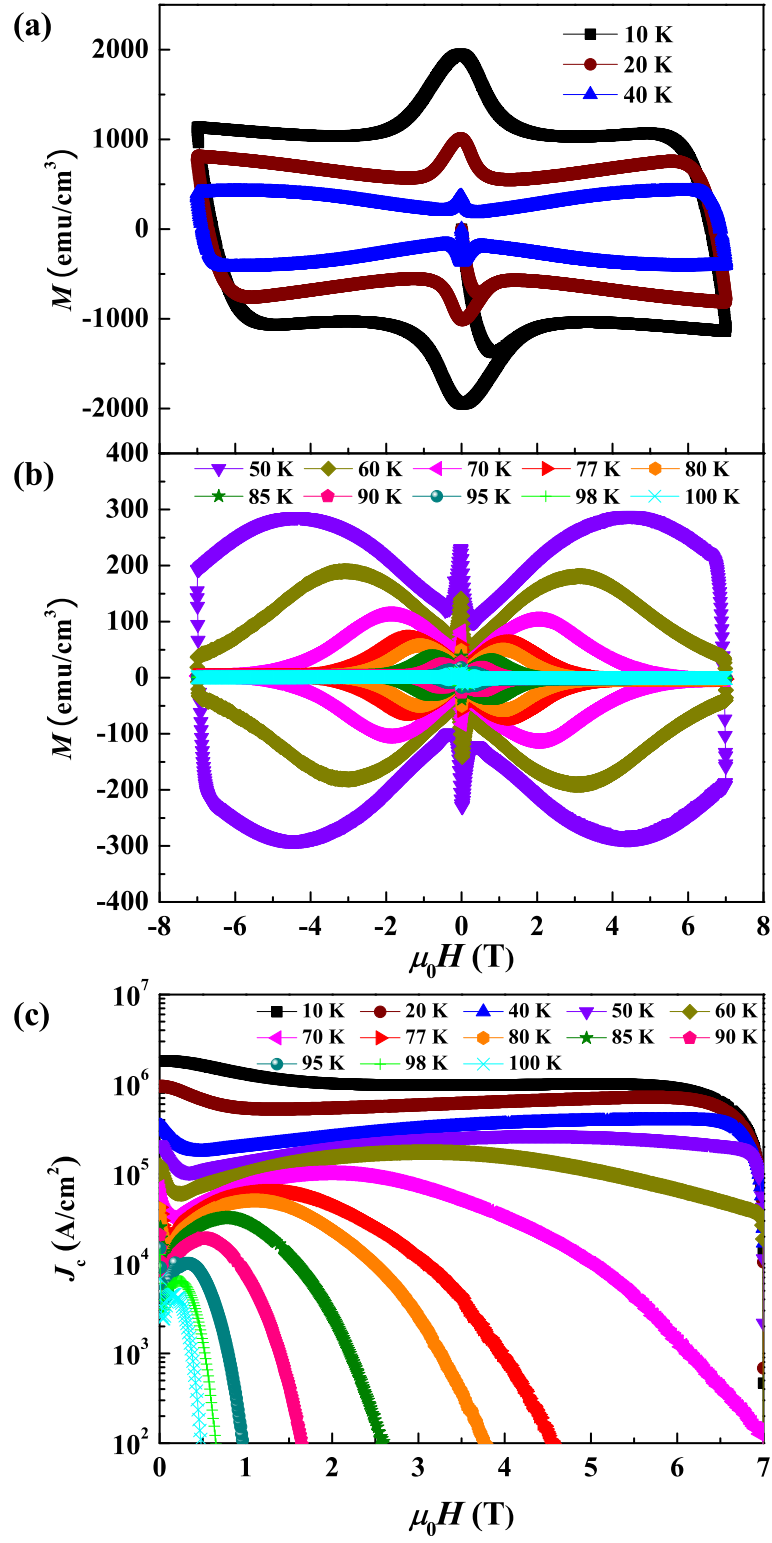 (a)
2000
1000
0
-1000
-2000
M (emu/cm³)
10 K
20 K
40 K
(b)
400
300
200
100
0
-100
-200
-300
-400
M (emu/cm³)
50 K 60 K 70 K 77 K 80 K
85 K 90 K 95 K 98 K 100 K
-8 -6 -4 -2 0 2 4 6 8
μ₀H (T)
(c)
10⁷
10⁶
10⁵
10⁴
10³
10²
J_c (A/cm²)
10 K 20 K 40 K 50 K 60 K
70 K 77 K 80 K 85 K 90 K
95 K 98 K 100 K
0 1 2 3 4 5 6 7
μ₀H (T)